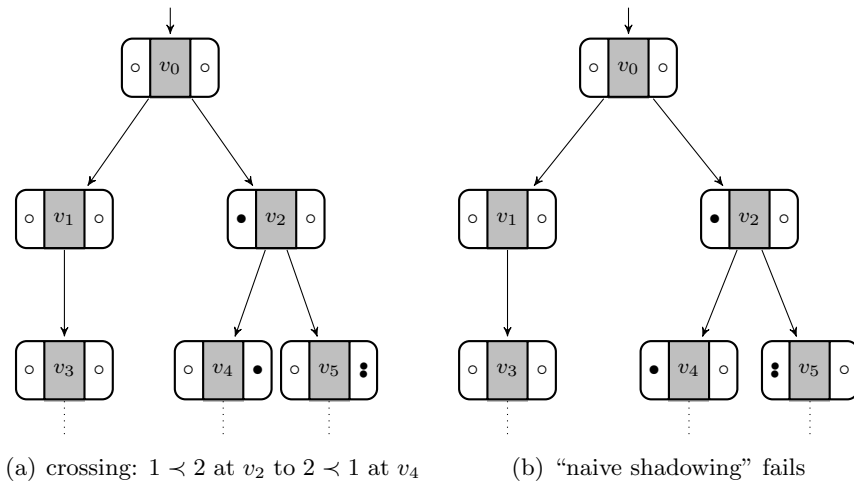 v₀ v₀
v₁ v₂ v₁ v₂
v₃ v₄ v₅ v₃ v₄ v₅
(a) crossing: 1 ≺ 2 at v₂ to 2 ≺ 1 at v₄
(b) “naive shadowing” fails